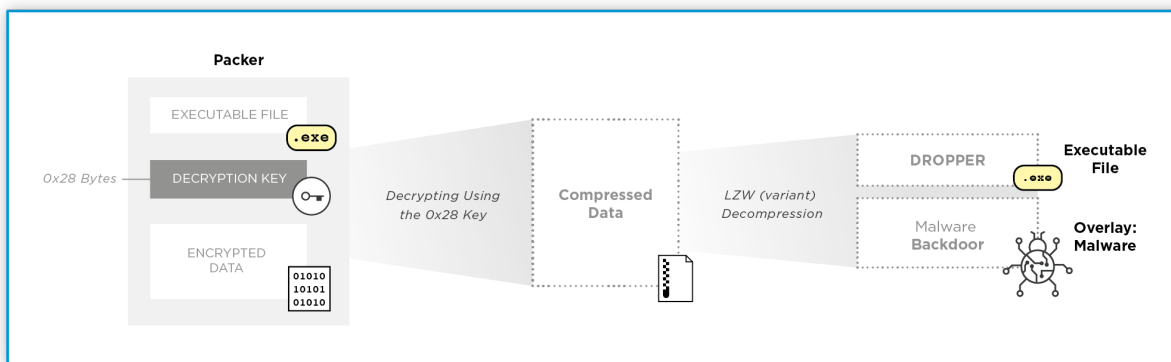 Packer
EXECUTABLE FILE
.exe
0x28 Bytes
DECRYPTION KEY
ENCRYPTED
DATA
01010
10101
01010
Decrypting Using
the 0x28 Key
Compressed
Data
LZW (variant)
Decompression
DROPPER
.exe
Executable
File
Malware
Backdoor
Overlay:
Malware